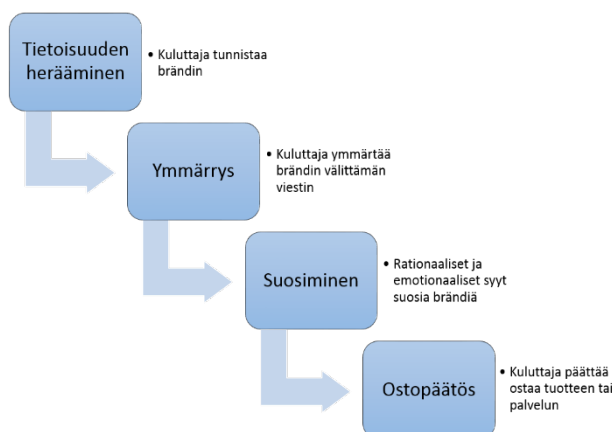 Tietoisuuden
herääminen
• Kuluttaja tunnistaa
brändin
Ymmärrys
• Kuluttaja ymmärtää
brändin välittämän
viestin
Suosiminen
• Rationaaliset ja
emotionaaliset syyt
suosia brändiä
Ostopäätös
• Kuluttaja päättää
ostaa tuotteen tai
palvelun